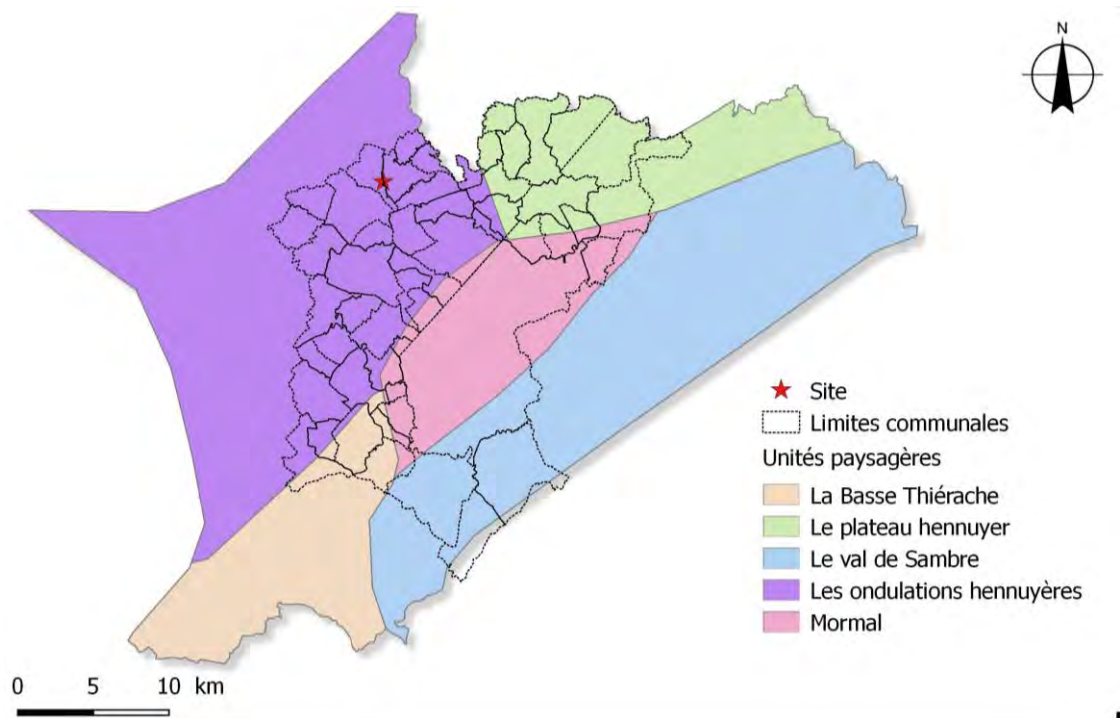 N
Site
Limites communales
Unités paysagères
La Basse Thiérache
Le plateau hennuyer
Le val de Sambre
Les ondulations hennuyères
Mormal
0 5 10 km